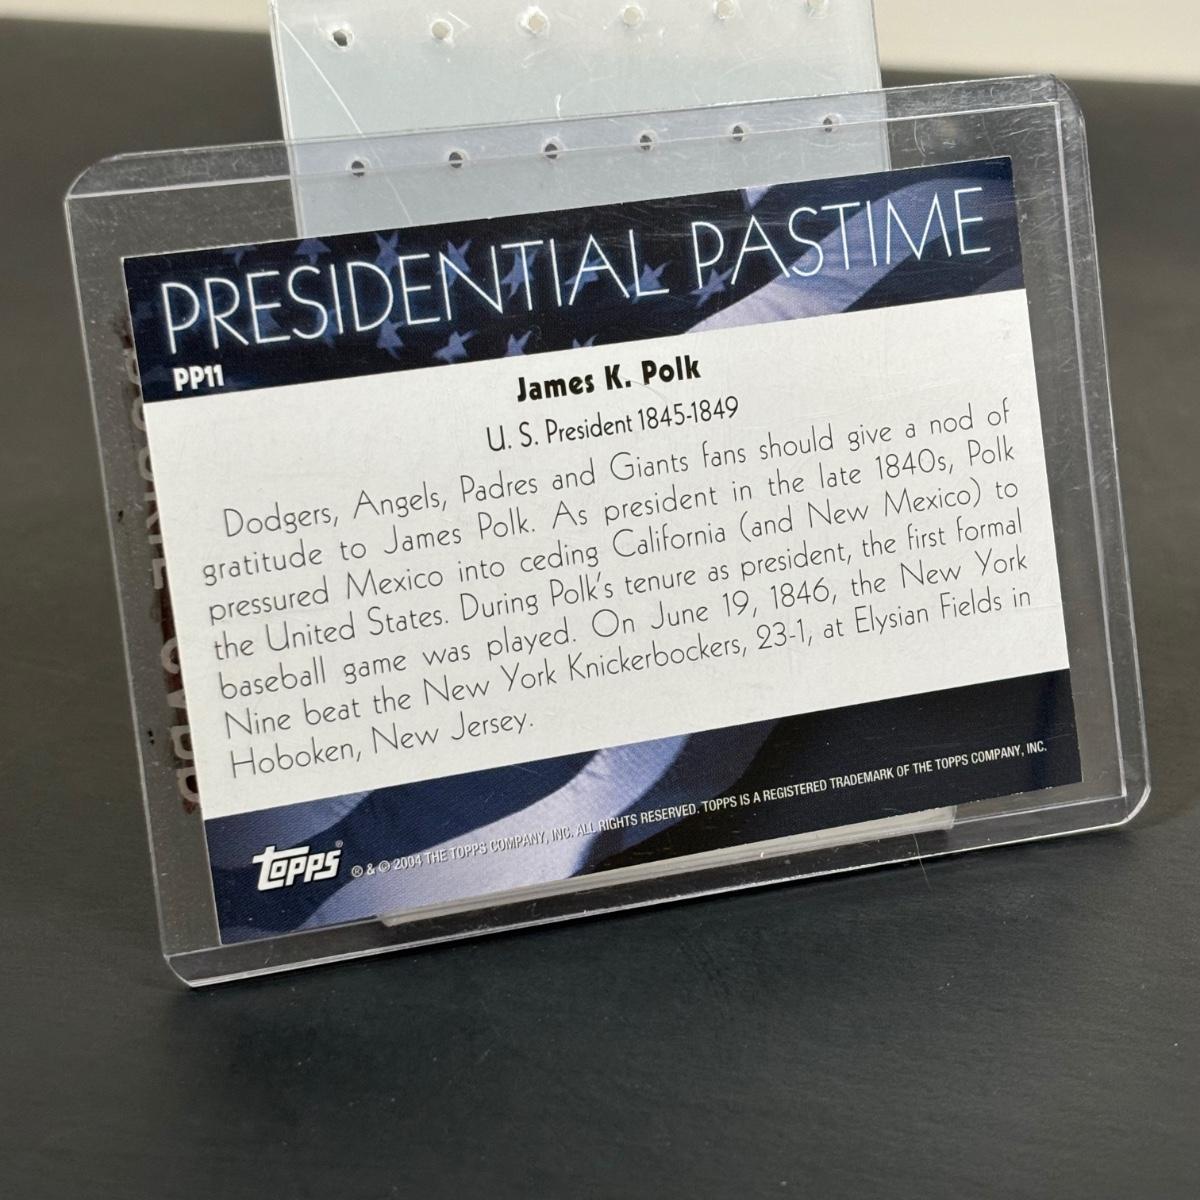 PRESIDENTIAL PASTIME
PP11
James K. Polk
U. S. President 1845-1849
Dodgers, Angels, Padres and Giants fans should give a nod of
gratitude to James Polk. As president in the late 1840s, Polk
pressured Mexico into ceding California (and New Mexico) to
the United States. During Polk's tenure as president, the first formal
baseball game was played. On June 19, 1846, the New York
Nine beat the New York Knickerbockers, 23-1, at Elysian Fields in
Hoboken, New Jersey.
topps ® & © 2004 THE TOPPS COMPANY, INC. ALL RIGHTS RESERVED. TOPPS IS A REGISTERED TRADEMARK OF THE TOPPS COMPANY, INC.